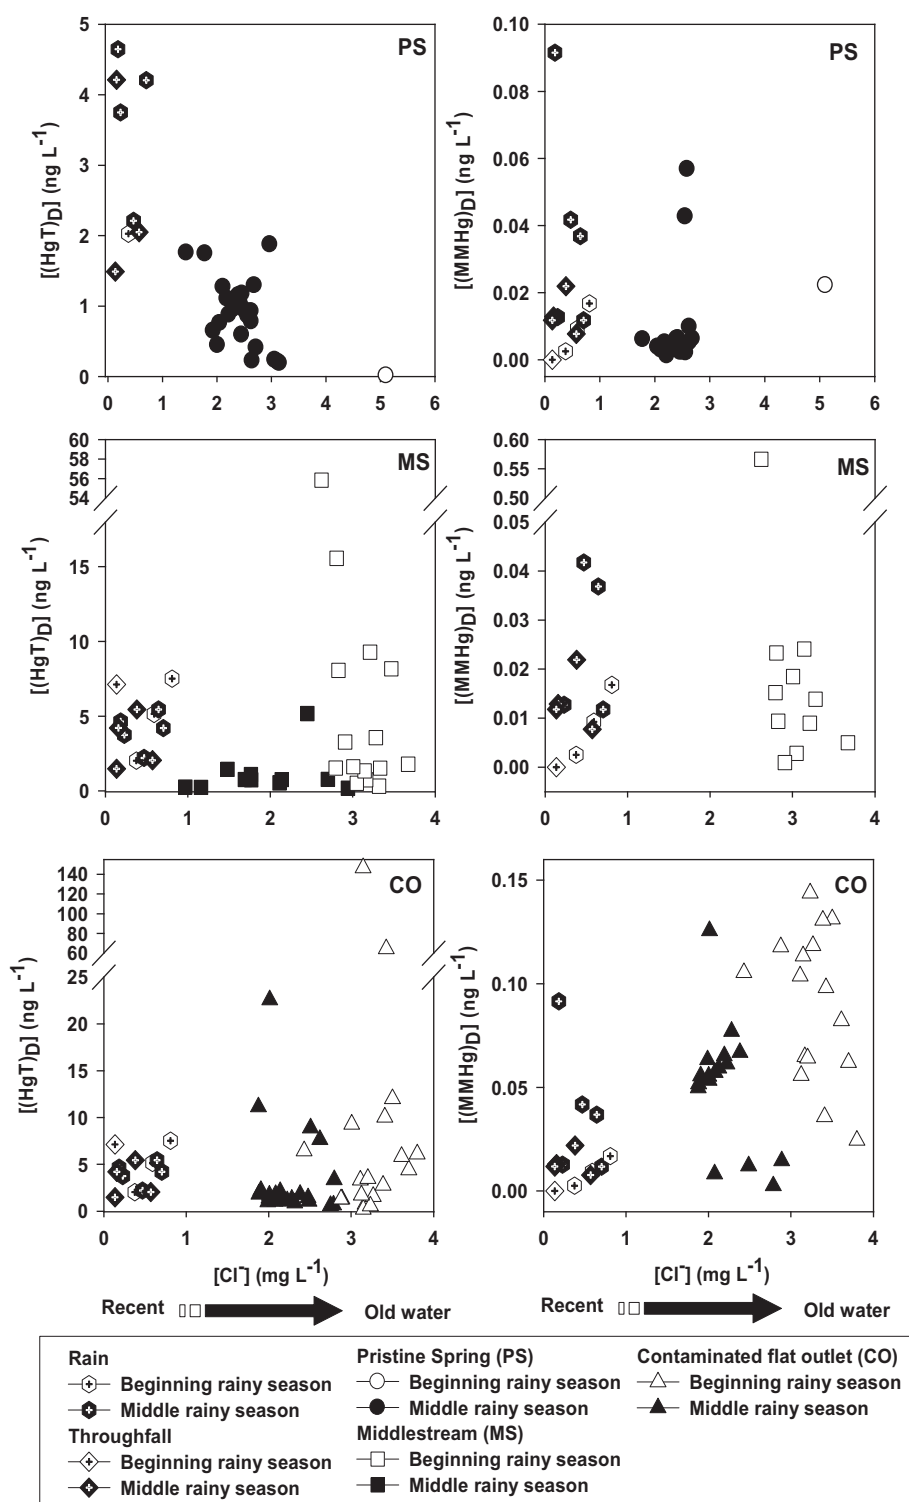 PS
[(HgT)D] (ng L-1)
5
4
3
2
1
0
0 1 2 3 4 5 6
PS
[(MMHg)D] (ng L-1)
0.10
0.08
0.06
0.04
0.02
0.00
0 1 2 3 4 5 6
MS
[(HgT)D] (ng L-1)
60
58
56
54
15
10
5
0
0 1 2 3 4
MS
[(MMHg)D] (ng L-1)
0.60
0.55
0.50
0.05
0.04
0.03
0.02
0.01
0.00
0 1 2 3 4
CO
[(HgT)D] (ng L-1)
140
120
100
80
60
25
20
15
10
5
0
0 1 2 3 4
[Cl-] (mg L-1)
Recent
Old water
CO
[(MMHg)D] (ng L-1)
0.15
0.10
0.05
0.00
0 1 2 3 4
[Cl-] (mg L-1)
Recent
Old water
Rain
Beginning rainy season
Middle rainy season
Throughfall
Beginning rainy season
Middle rainy season
Pristine Spring (PS)
Beginning rainy season
Middle rainy season
Middlestream (MS)
Beginning rainy season
Middle rainy season
Contaminated flat outlet (CO)
Beginning rainy season
Middle rainy season